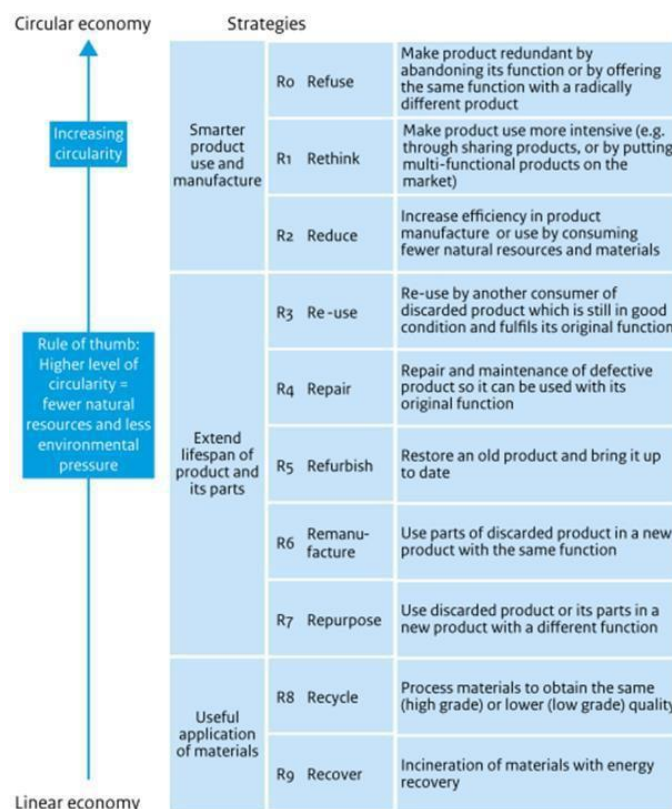 Circular economy
Strategies
Increasing
circularity
Rule of thumb:
Higher level of
circularity =
fewer natural
resources and less
environmental
pressure
Linear economy
Smarter
product
use and
manufacture
R0 Refuse
Make product redundant by
abandoning its function or by offering
the same function with a radically
different product
R1 Rethink
Make product use more intensive (e.g.
through sharing products, or by putting
multi-functional products on the
market)
R2 Reduce
Increase efficiency in product
manufacture or use by consuming
fewer natural resources and materials
Extend
lifespan of
product and
its parts
R3 Re-use
Re-use by another consumer of
discarded product which is still in good
condition and fulfils its original function
R4 Repair
Repair and maintenance of defective
product so it can be used with its
original function
R5 Refurbish
Restore an old product and bring it up
to date
R6 Remanu-
facture
Use parts of discarded product in a new
product with the same function
R7 Repurpose
Use discarded product or its parts in a
new product with a different function
Useful
application
of materials
R8 Recycle
Process materials to obtain the same
(high grade) or lower (low grade) quality
R9 Recover
Incineration of materials with energy
recovery